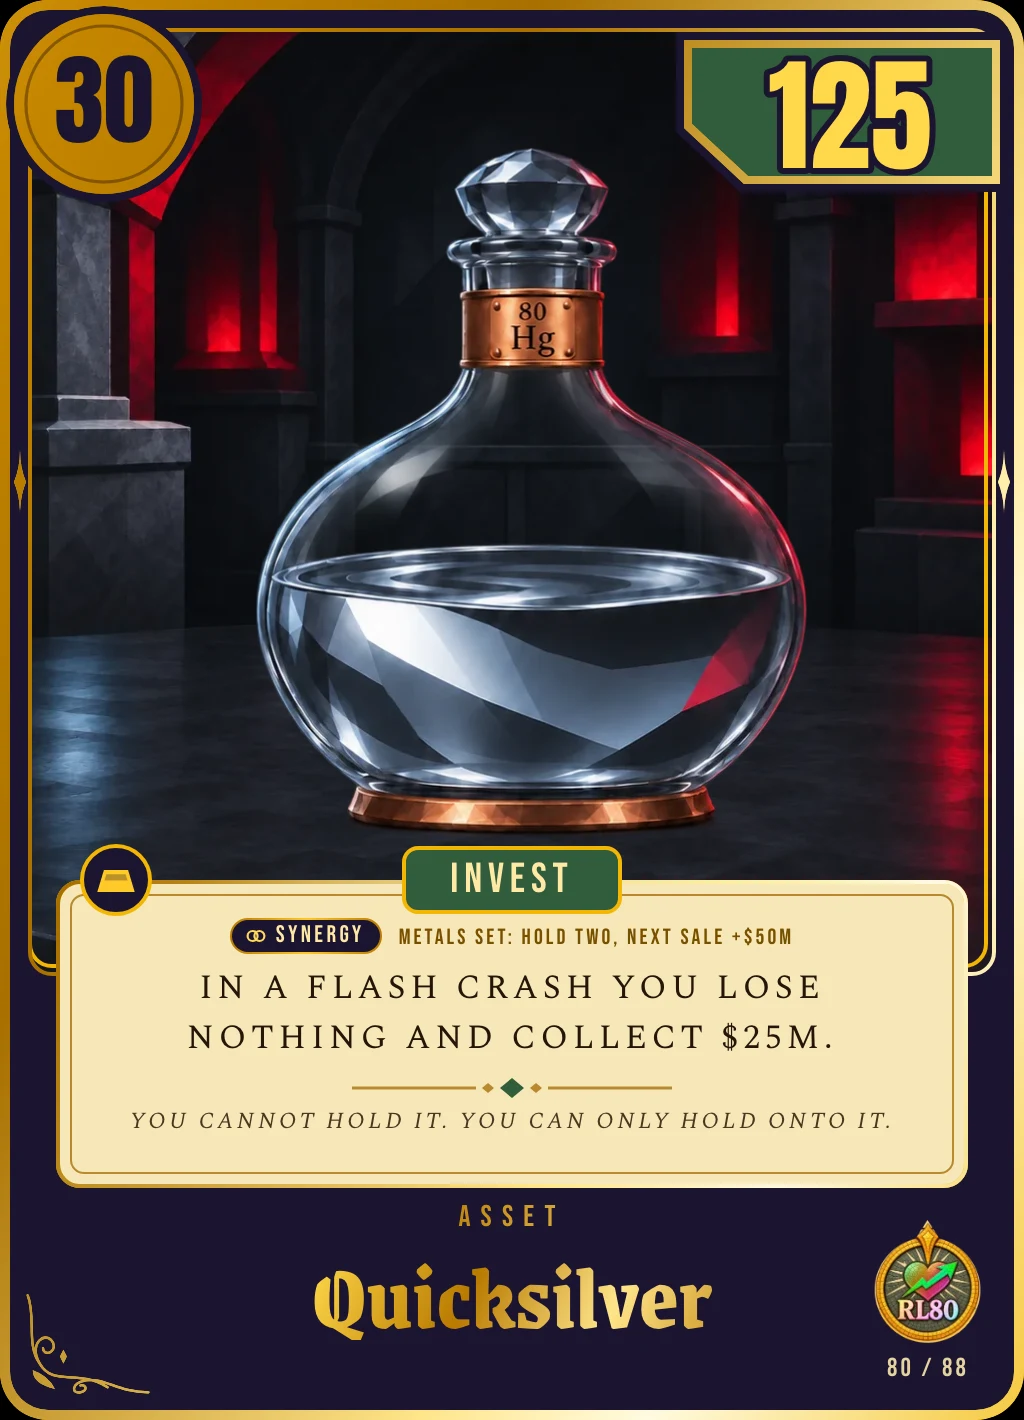 30
125
80
Hg
INVEST
SYNERGY METALS SET: HOLD TWO, NEXT SALE +$50M
IN A FLASH CRASH YOU LOSE
NOTHING AND COLLECT $25M.
YOU CANNOT HOLD IT. YOU CAN ONLY HOLD ONTO IT.
ASSET
Quicksilver
RL80
80 / 88